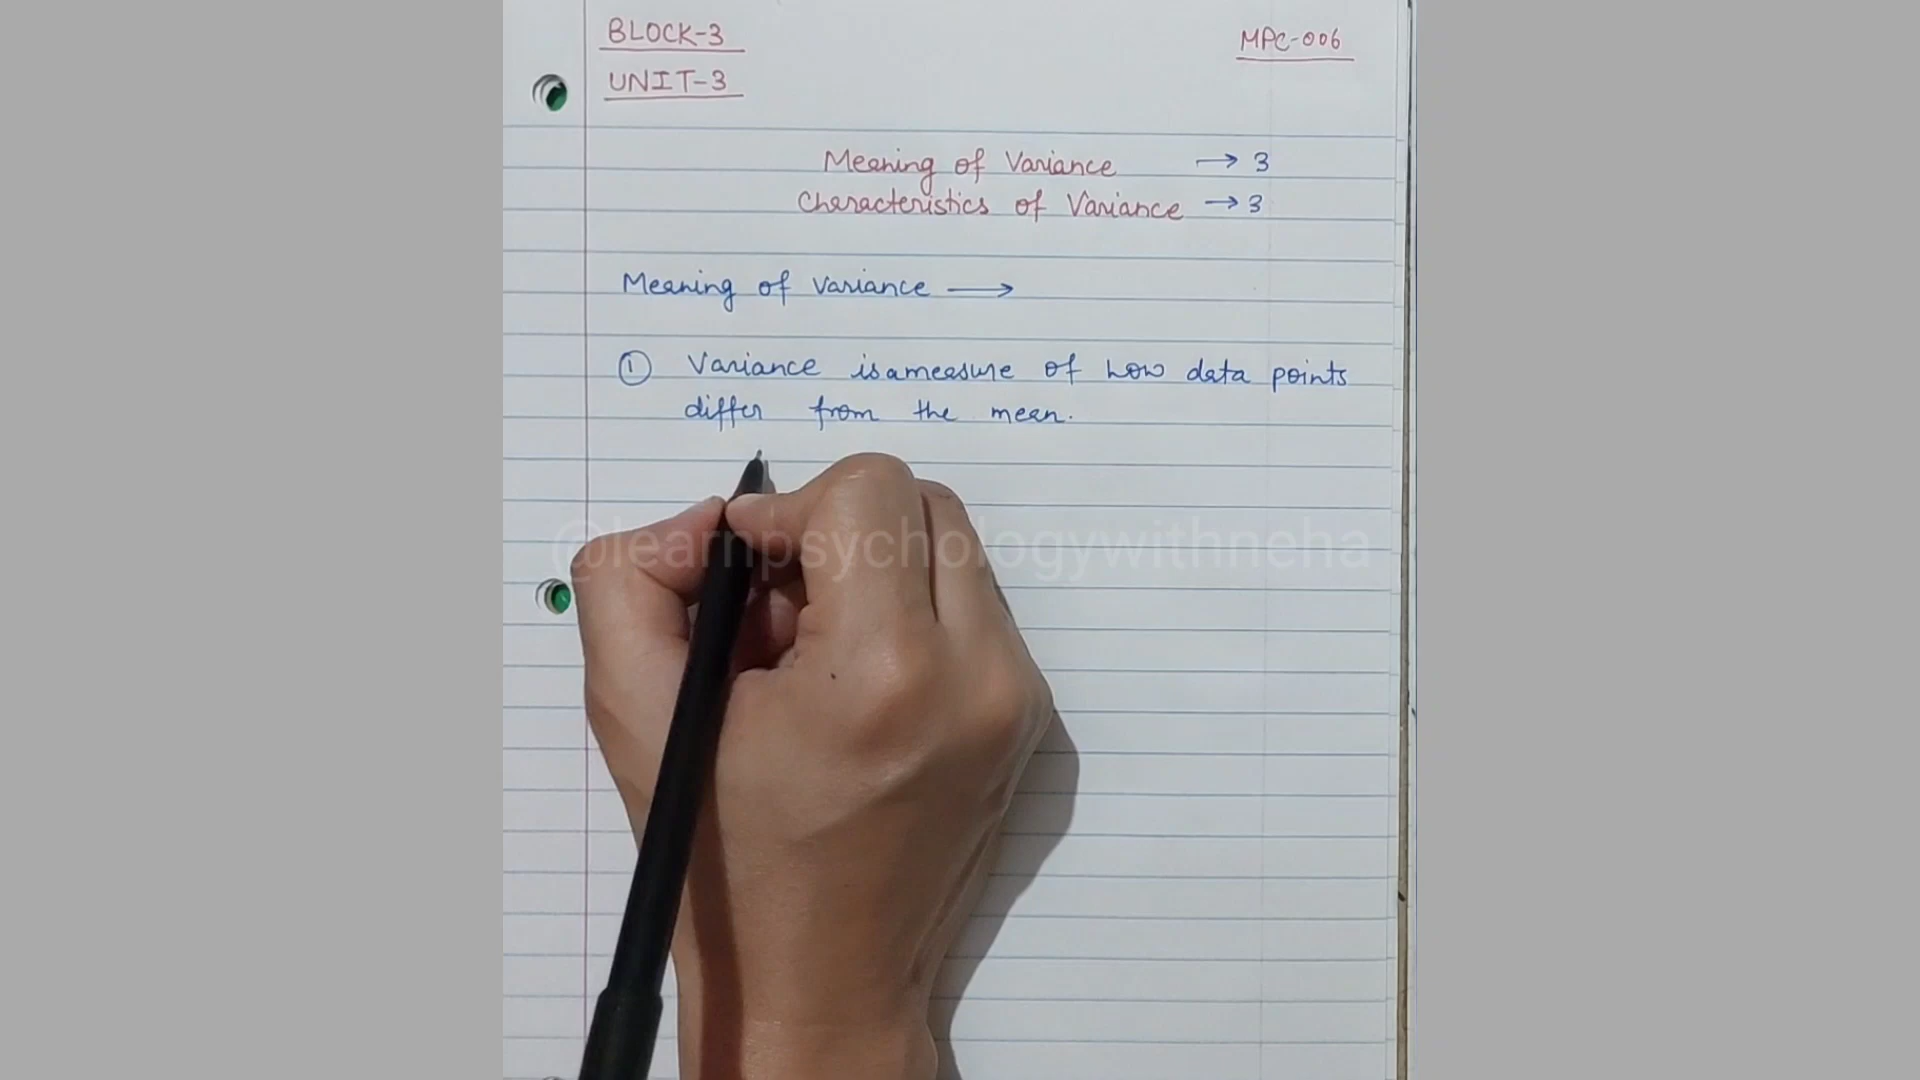 BLOCK-3
MPC-006
UNIT-3
Meaning of Variance → 3
Characteristics of Variance → 3
Meaning of variance →
① Variance is a measure of how data points
differ from the mean.
@learnpsychologywithneha